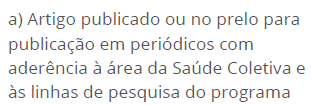 a) Artigo publicado ou no prelo para
publicação em periódicos com
aderência à área da Saúde Coletiva e
às linhas de pesquisa do programa